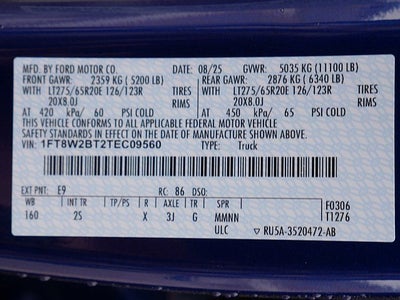 MFD. BY FORD MOTOR CO. 08/25 GVWR: 5035 KG (11100 LB)
FRONT GAWR: 2359 KG (5200 LB) REAR GAWR: 2876 KG (6340 LB)
WITH LT275/65R20E 126/123R WITH LT275/65R20E 126/123R
20X8.0J TIRES 20X8.0J TIRES RIMS
AT 420 kPa/ 60 PSI COLD AT 450 kPa/ 65 PSI COLD
THIS VEHICLE CONFORMS TO ALL APPLICABLE FEDERAL MOTOR VEHICLE SAFETY
STANDARDS IN EFFECT ON THE DATE OF MANUFACTURE SHOWN ABOVE.
VIN: 1FT8W2BT2TEC09560 TYPE: Truck
EXT PNT: E9 RC: 86 DSO:
WB TP/PS R AXLE TR SPR F0306
160 2S X 3J G MMNN T1276
ULC RU5A-3520472-AB